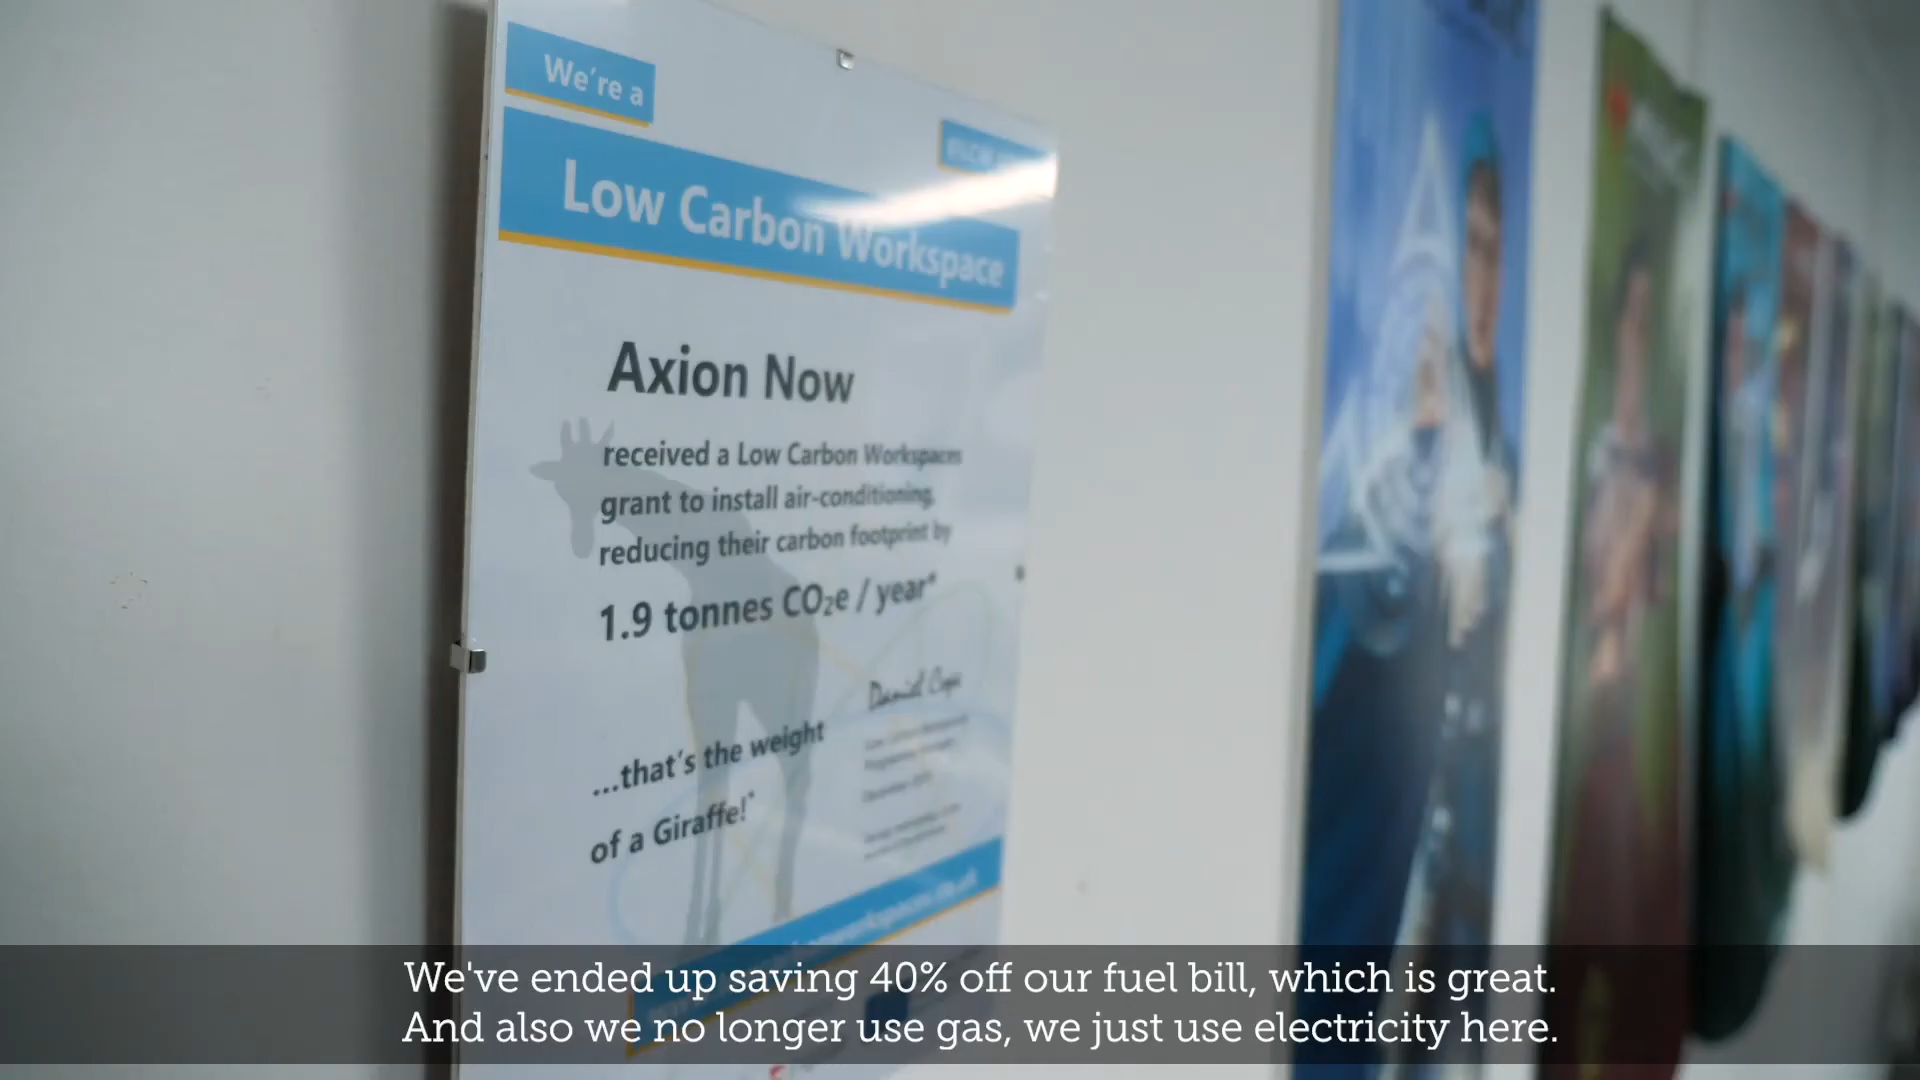 We're a
Low Carbon Workspace
Axion Now
received a Low Carbon Workspaces
grant to install air-conditioning,
reducing their carbon footprint by
1.9 tonnes CO₂e / year*
Daniel
...that's the weight
of a Giraffe!*
We've ended up saving 40% off our fuel bill, which is great.
And also we no longer use gas, we just use electricity here.